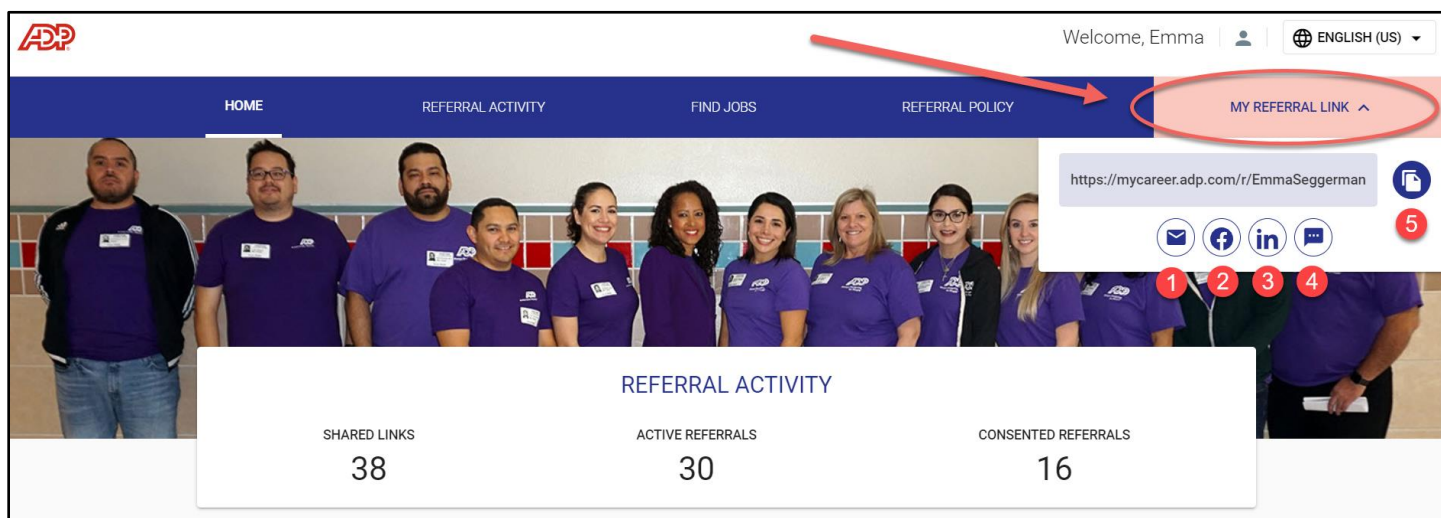 ADP
Welcome, Emma
ENGLISH (US)
HOME
REFERRAL ACTIVITY
FIND JOBS
REFERRAL POLICY
MY REFERRAL LINK
https://mycareer.adp.com/r/EmmaSeggerman
5
in
1
2
3
4
REFERRAL ACTIVITY
SHARED LINKS
ACTIVE REFERRALS
CONSENTED REFERRALS
38
30
16